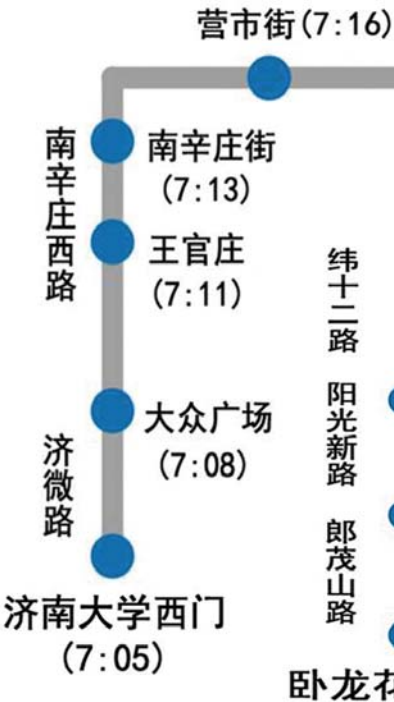 营市街(7:16)
南辛庄西路
南辛庄街
(7:13)
王官庄
(7:11)
大众广场
(7:08)
济微路
济南大学西门
(7:05)
纬十二路
阳光新路
郎茂山路
卧龙花